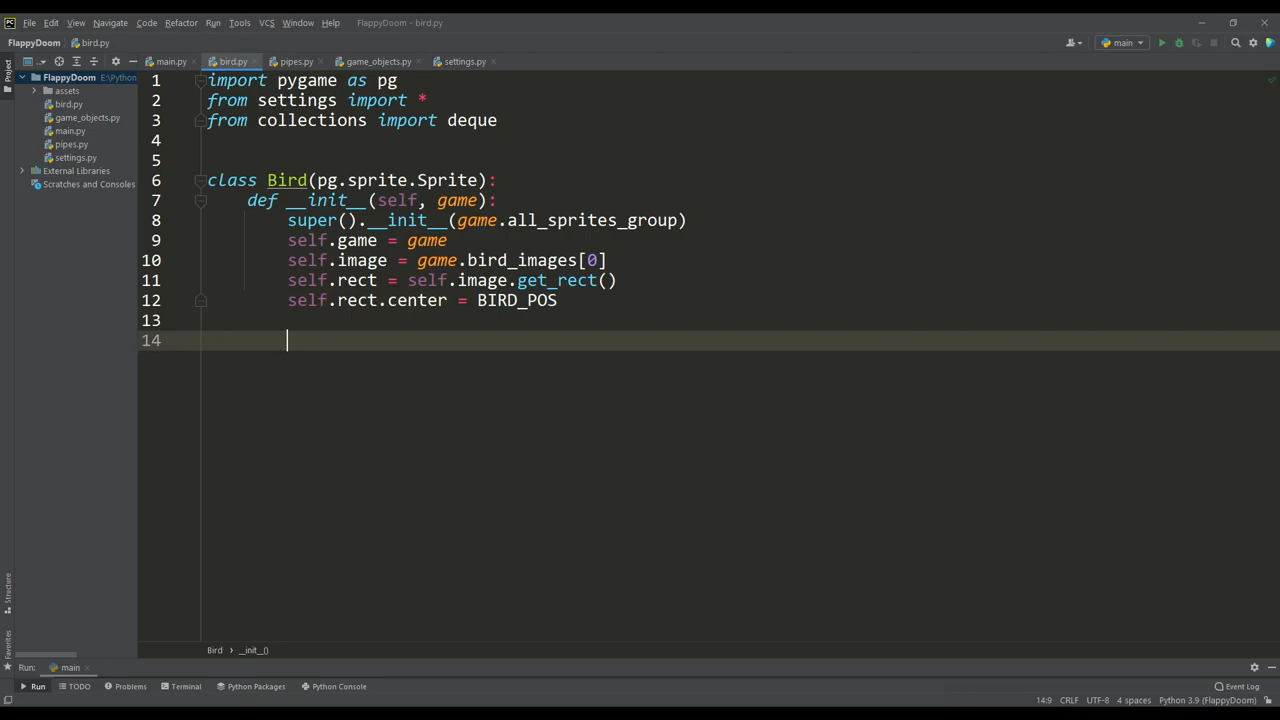 PC File Edit View Navigate Code Refactor Run Tools VCS Window Help FlappyDoom - bird.py
FlappyDoom bird.py main
Project
main.py bird.py pipes.py game_objects.py settings.py
FlappyDoom E:\Python
assets
bird.py
game_objects.py
main.py
pipes.py
settings.py
External Libraries
Scratches and Consoles
1 import pygame as pg
2 from settings import *
3 from collections import deque
4
5
6 class Bird(pg.sprite.Sprite):
7 def __init__(self, game):
8 super().__init__(game.all_sprites_group)
9 self.game = game
10 self.image = game.bird_images[0]
11 self.rect = self.image.get_rect()
12 self.rect.center = BIRD_POS
13
14
Structure
Favorites
Bird › __init__()
Run: main
Run TODO Problems Terminal Python Packages Python Console Event Log
14:9 CRLF UTF-8 4 spaces Python 3.9 (FlappyDoom)